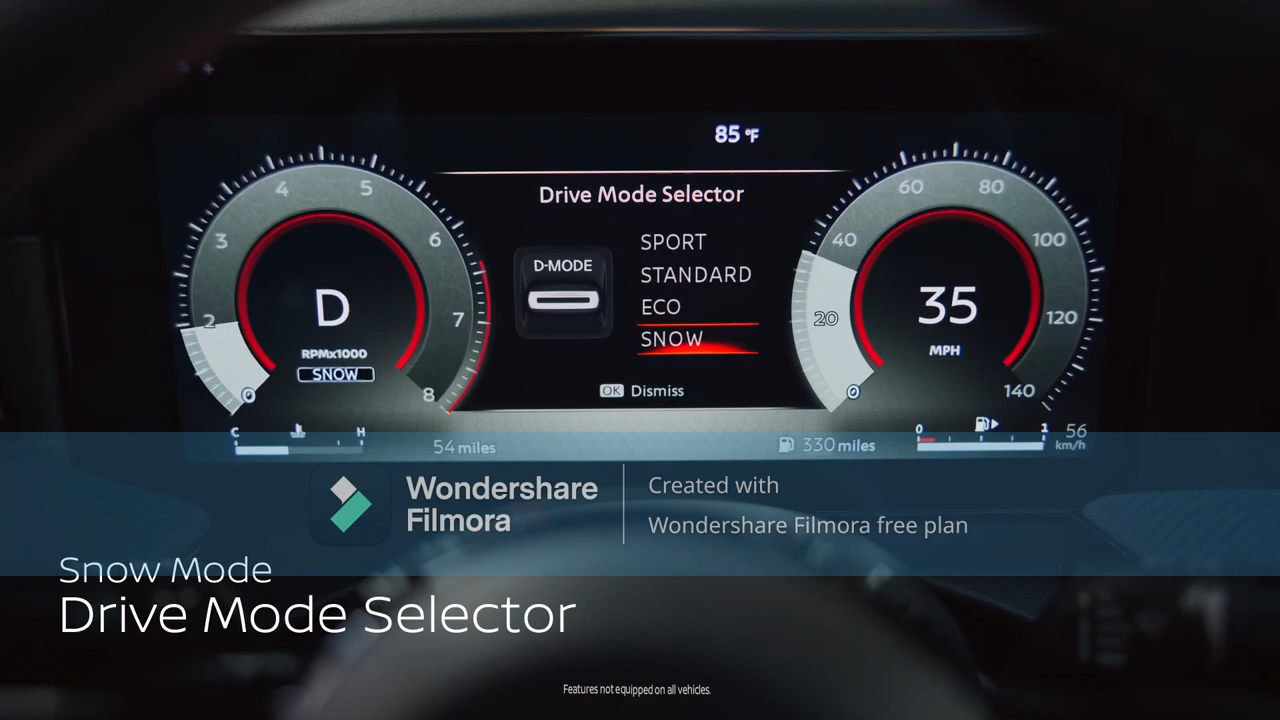 85 °F
Drive Mode Selector
D-MODE
SPORT
STANDARD
ECO
SNOW
OK Dismiss
0
2
3
4
5
6
7
8
D
RPMx1000
SNOW
0
20
40
60
80
100
120
140
35
MPH
C H
54 miles
330 miles
0 1
56
km/h
Wondershare
Filmora
Created with
Wondershare Filmora free plan
Snow Mode
Drive Mode Selector
Features not equipped on all vehicles.